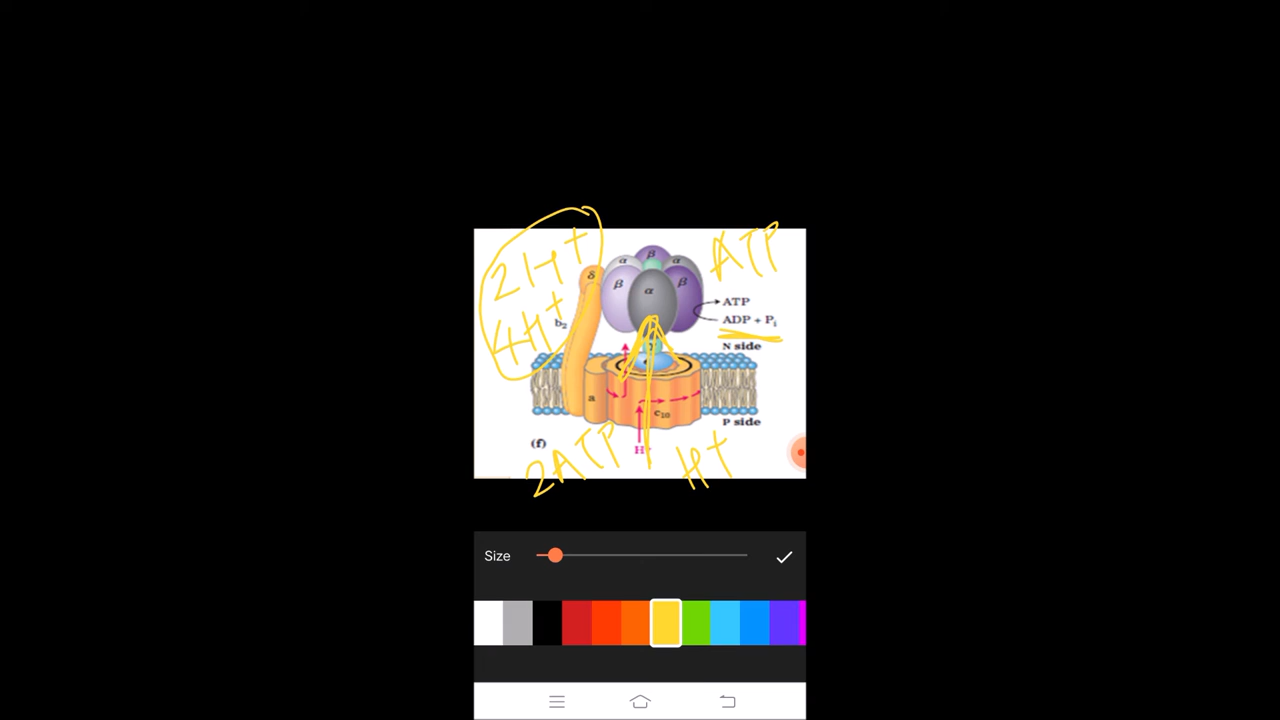 2H+
4H+
ATP
β
α
α
β
β
α
δ
ATP
ADP + Pi
b2
γ
N side
a
c10
P side
(f)
2ATP
H+
Size